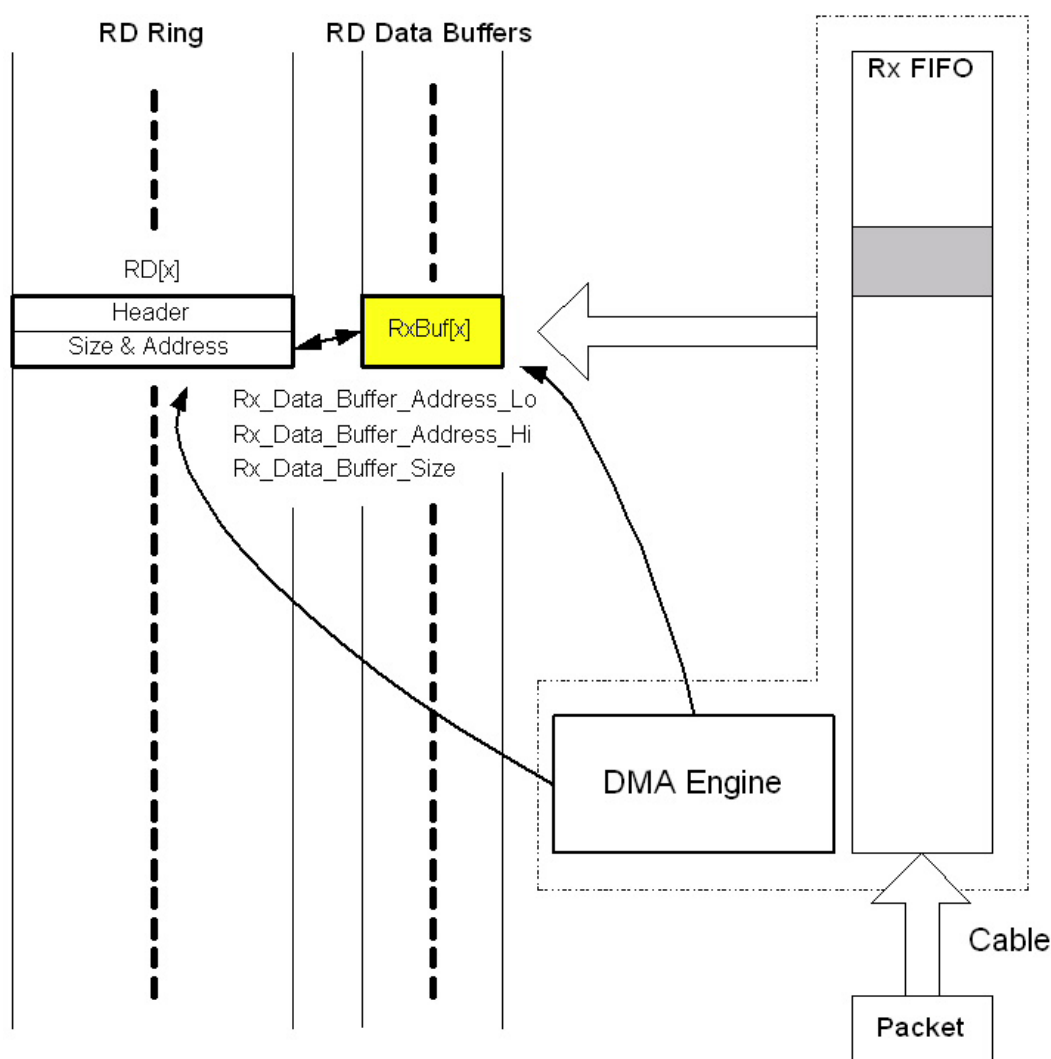 RD Ring
RD Data Buffers
Rx FIFO
RD[x]
Header
Size & Address
RxBuf[x]
Rx_Data_Buffer_Address_Lo
Rx_Data_Buffer_Address_Hi
Rx_Data_Buffer_Size
DMA Engine
Cable
Packet